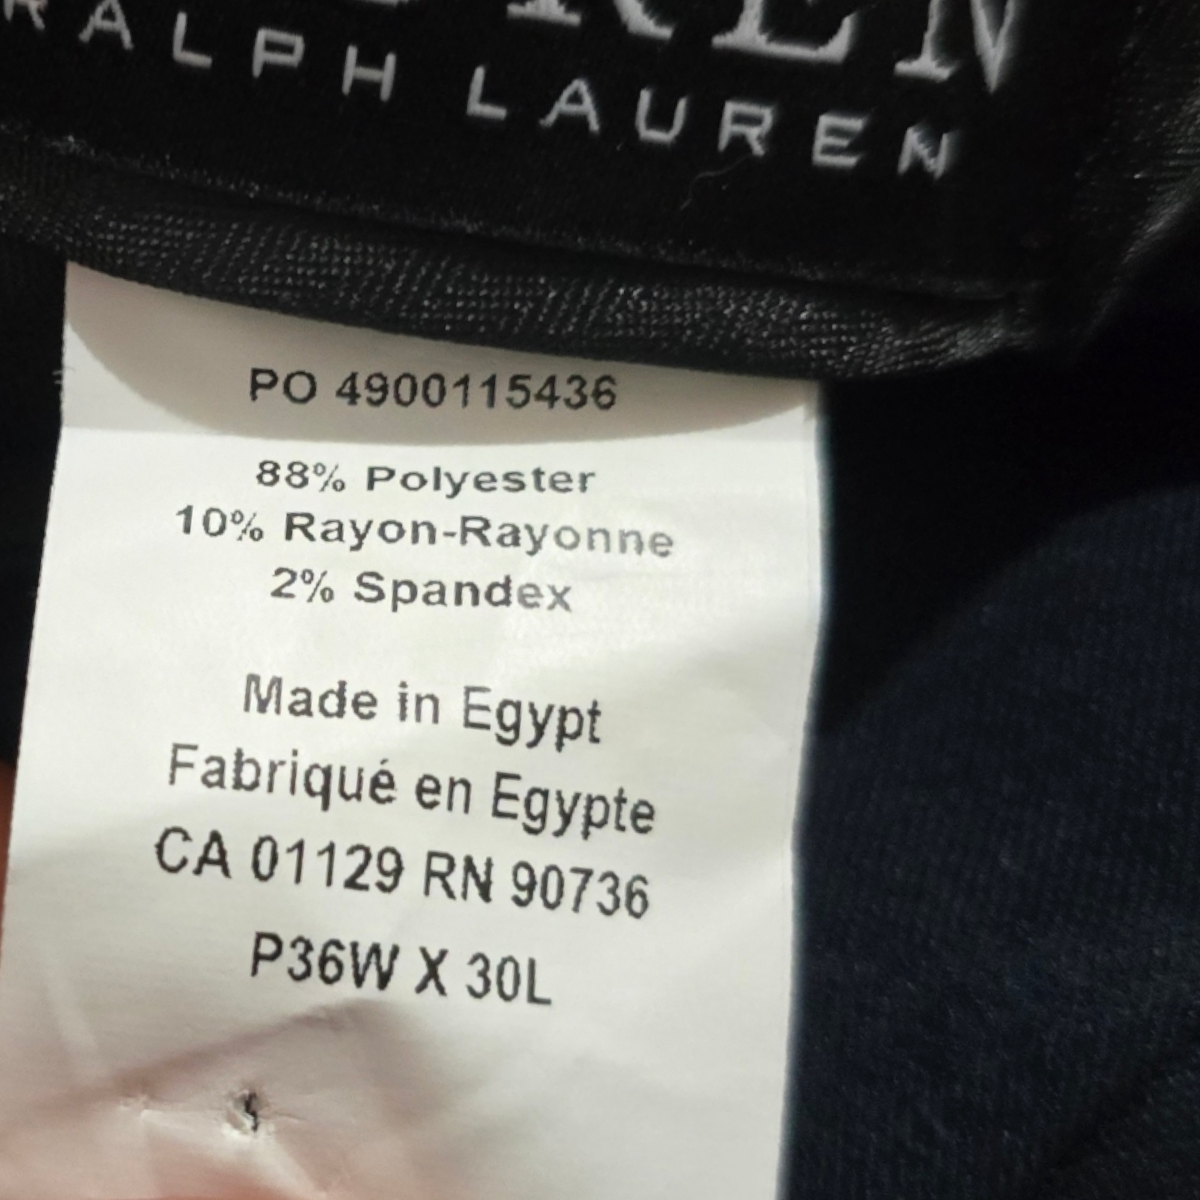 REN
RALPH LAUREN
PO 4900115436
88% Polyester
10% Rayon-Rayonne
2% Spandex
Made in Egypt
Fabriqué en Egypte
CA 01129 RN 90736
P36W X 30L